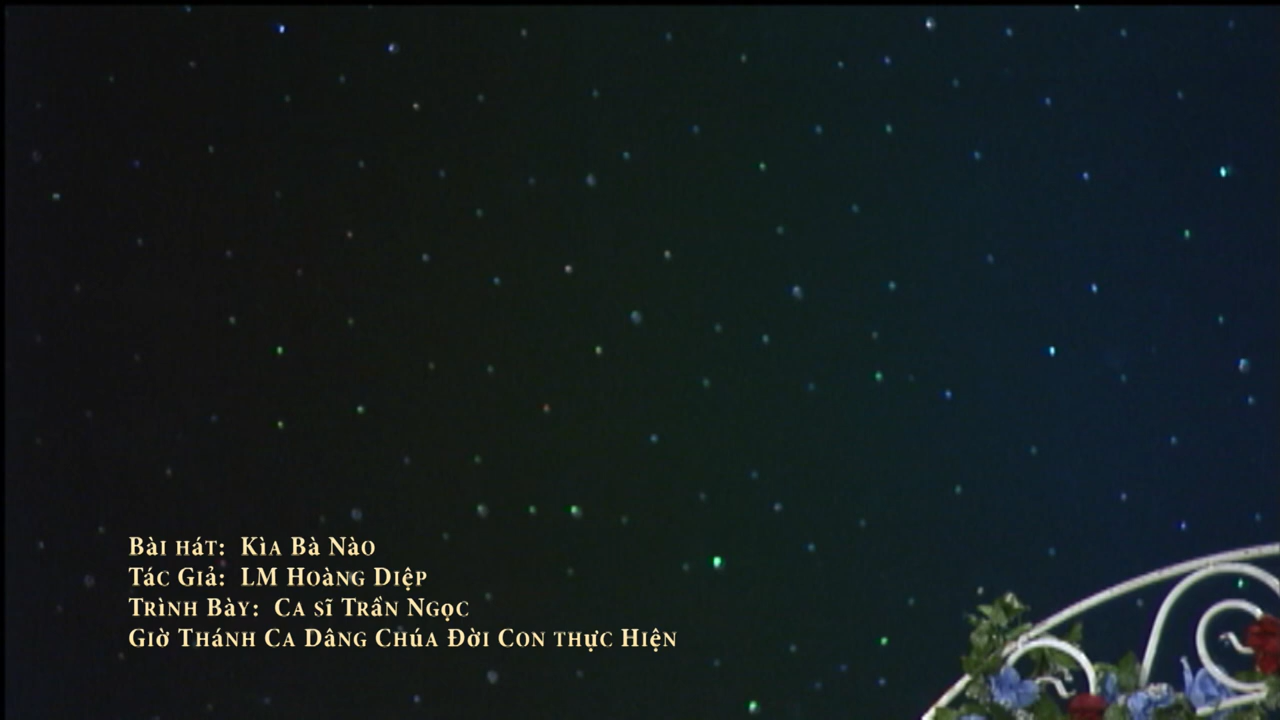 Bài hát: Kìa Bà Nào
Tác Giả: LM Hoàng Diệp
Trình Bày: Ca sĩ Trần Ngọc
Giờ Thánh Ca Dâng Chúa Đời Con thực Hiện